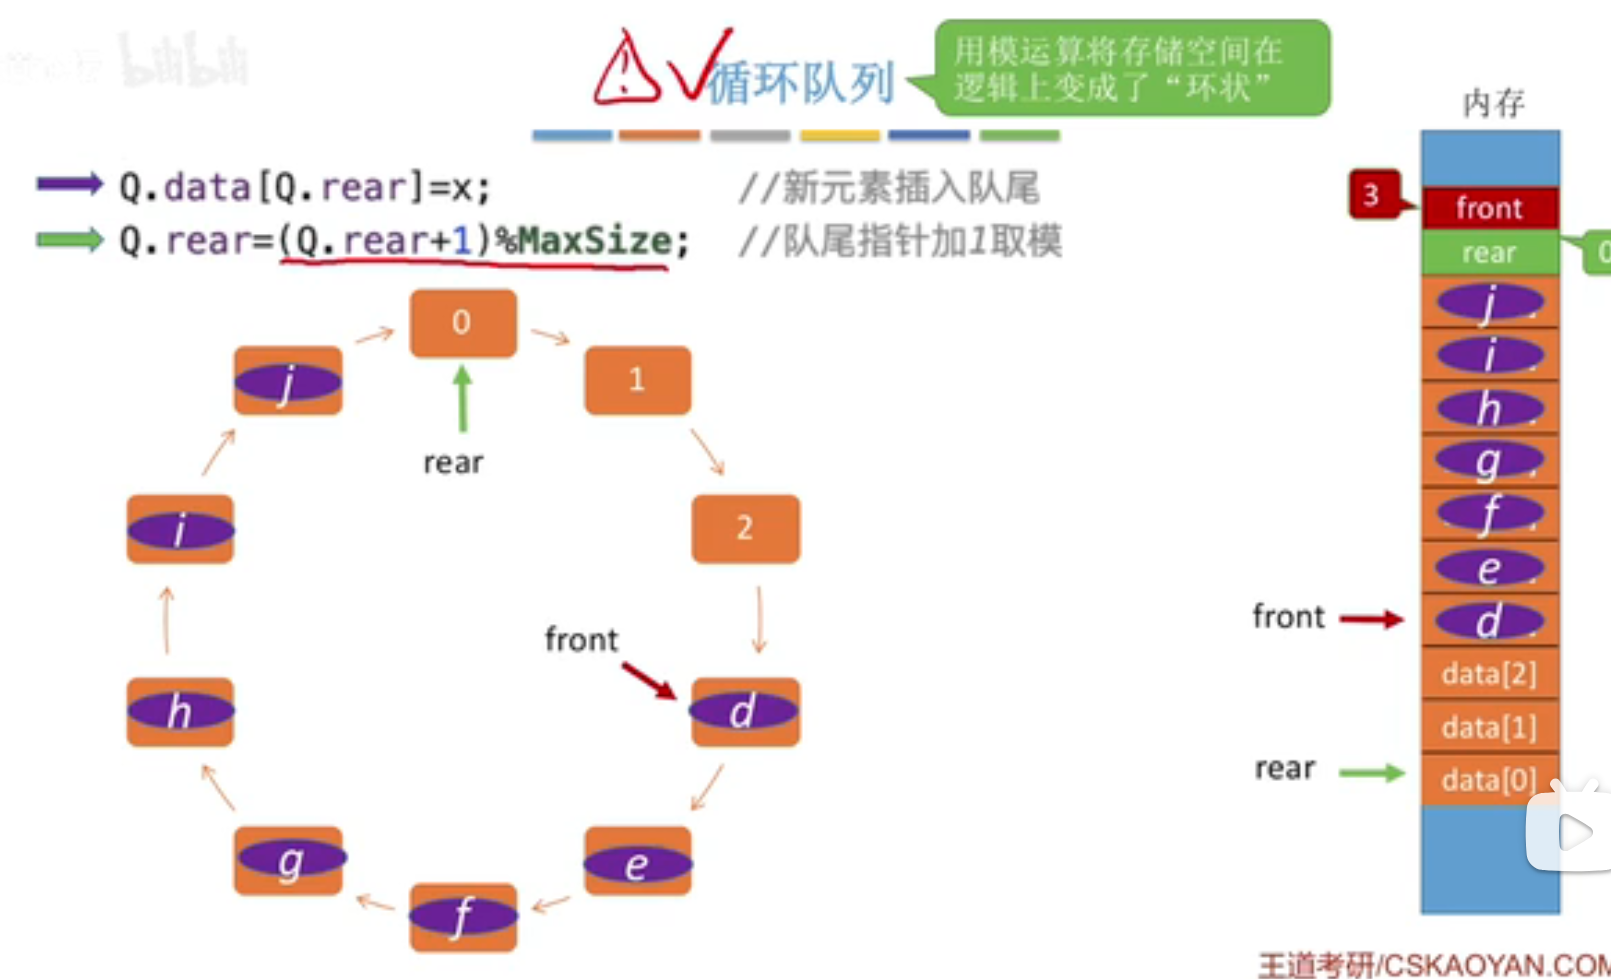 循环队列
用模运算将存储空间在
逻辑上变成了“环状”
Q.data[Q.rear]=x; //新元素插入队尾
Q.rear=(Q.rear+1)%MaxSize; //队尾指针加1取模
0
1
2
d
e
f
g
h
i
j
rear
front
内存
3
front
rear
0
j
i
h
g
f
e
d
data[2]
data[1]
data[0]
front
rear
bilibili
王道考研/CSKAOYAN.COM